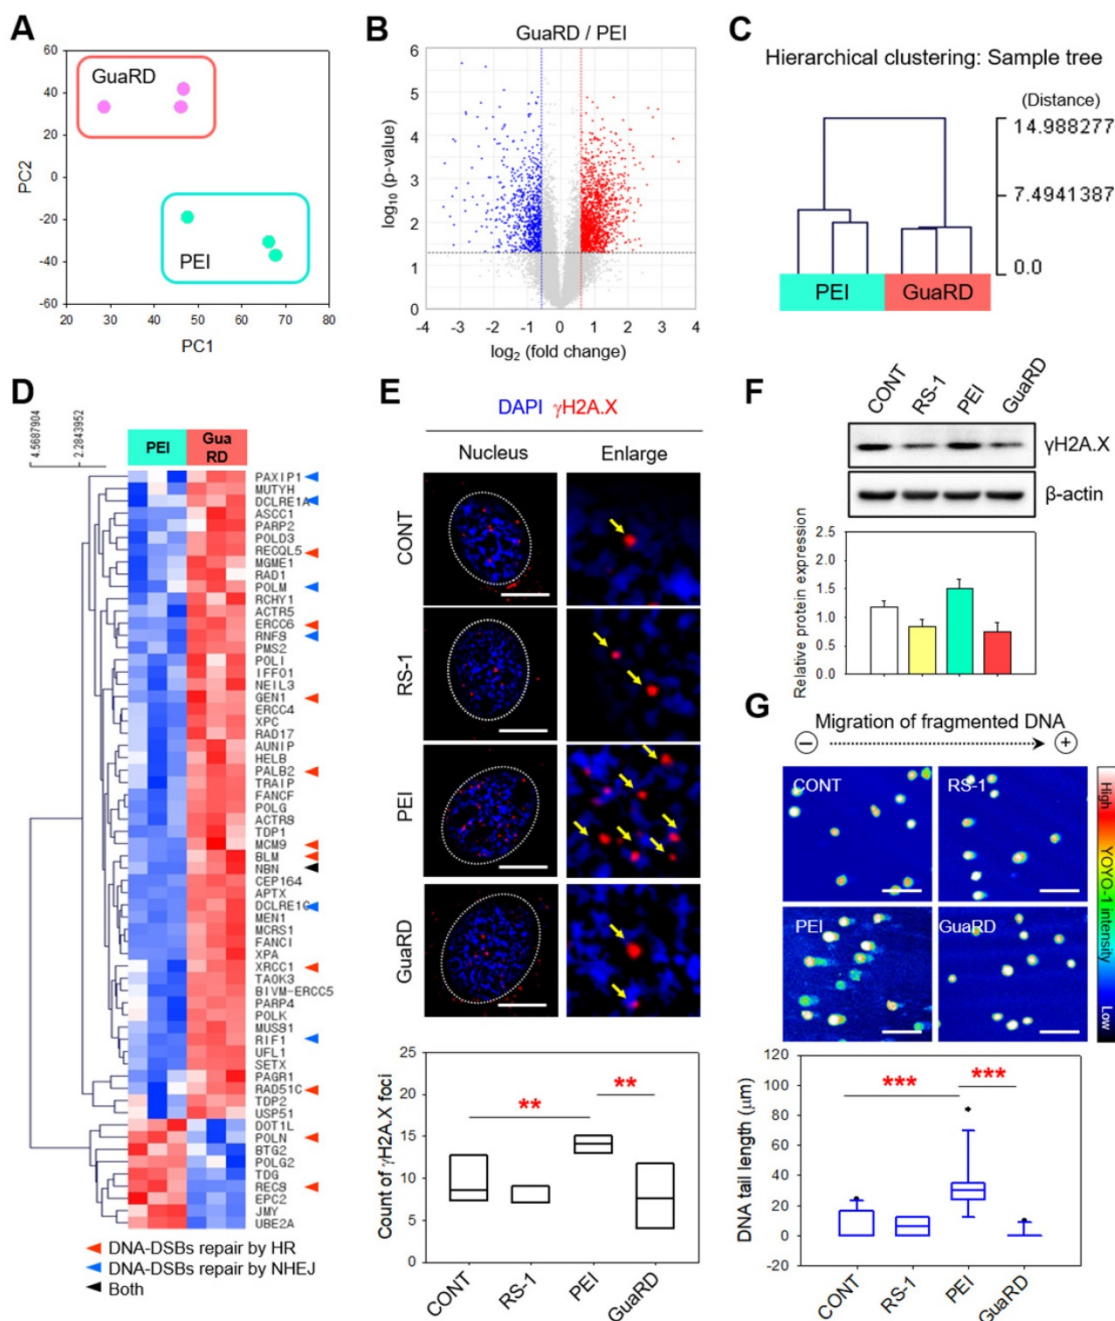 A
60
40
20
0
-20
-40
-60
PC2
GuaRD
PEI
20 30 40 50 60 70 80
PC1
B
GuaRD / PEI
6
5
4
3
2
1
0
log10 (p-value)
-4 -3 -2 -1 0 1 2 3 4
log2 (fold change)
C
Hierarchical clustering: Sample tree
(Distance)
14.988277
7.4941387
0.0
PEI
GuaRD
D
4.5687904
2.2843952
PEI
Gua
RD
PAXIP1
MUTYH
DCLRE1A
ASCC1
PARP2
POLD3
RECQL5
MGME1
RAD1
POLM
RCHY1
ACTR5
ERCC6
RNF8
PMS2
POLI
IFFO1
NEIL3
GEN1
ERCC4
XPC
RAD17
AUNIP
HELB
PALB2
TRAIP
FANCF
POLG
ACTR8
TDP1
MCM9
BLM
NBN
CEP164
APTX
DCLRE1C
MEN1
MCRS1
FANCI
XPA
XRCC1
TAOK3
BIVM-ERCC5
PARP4
POLK
MUS81
RIF1
UFL1
SETX
PAGR1
RAD51C
TDP2
USP51
DOT1L
POLN
BTG2
POLG2
TDG
REC8
EPC2
JMY
UBE2A
DNA-DSBs repair by HR
DNA-DSBs repair by NHEJ
Both
E
DAPI γH2A.X
Nucleus Enlarge
CONT
RS-1
PEI
GuaRD
25
20
15
10
5
0
Count of γH2A.X foci
**
**
CONT
RS-1
PEI
GuaRD
F
CONT
RS-1
PEI
GuaRD
γH2A.X
β-actin
2.5
2.0
1.5
1.0
0.5
0.0
Relative protein expression
G
Migration of fragmented DNA
− +
CONT
RS-1
PEI
GuaRD
High
YOYO-1 intensity
Low
120
100
80
60
40
20
0
-20
DNA tail length (μm)
***
***
CONT
RS-1
PEI
GuaRD